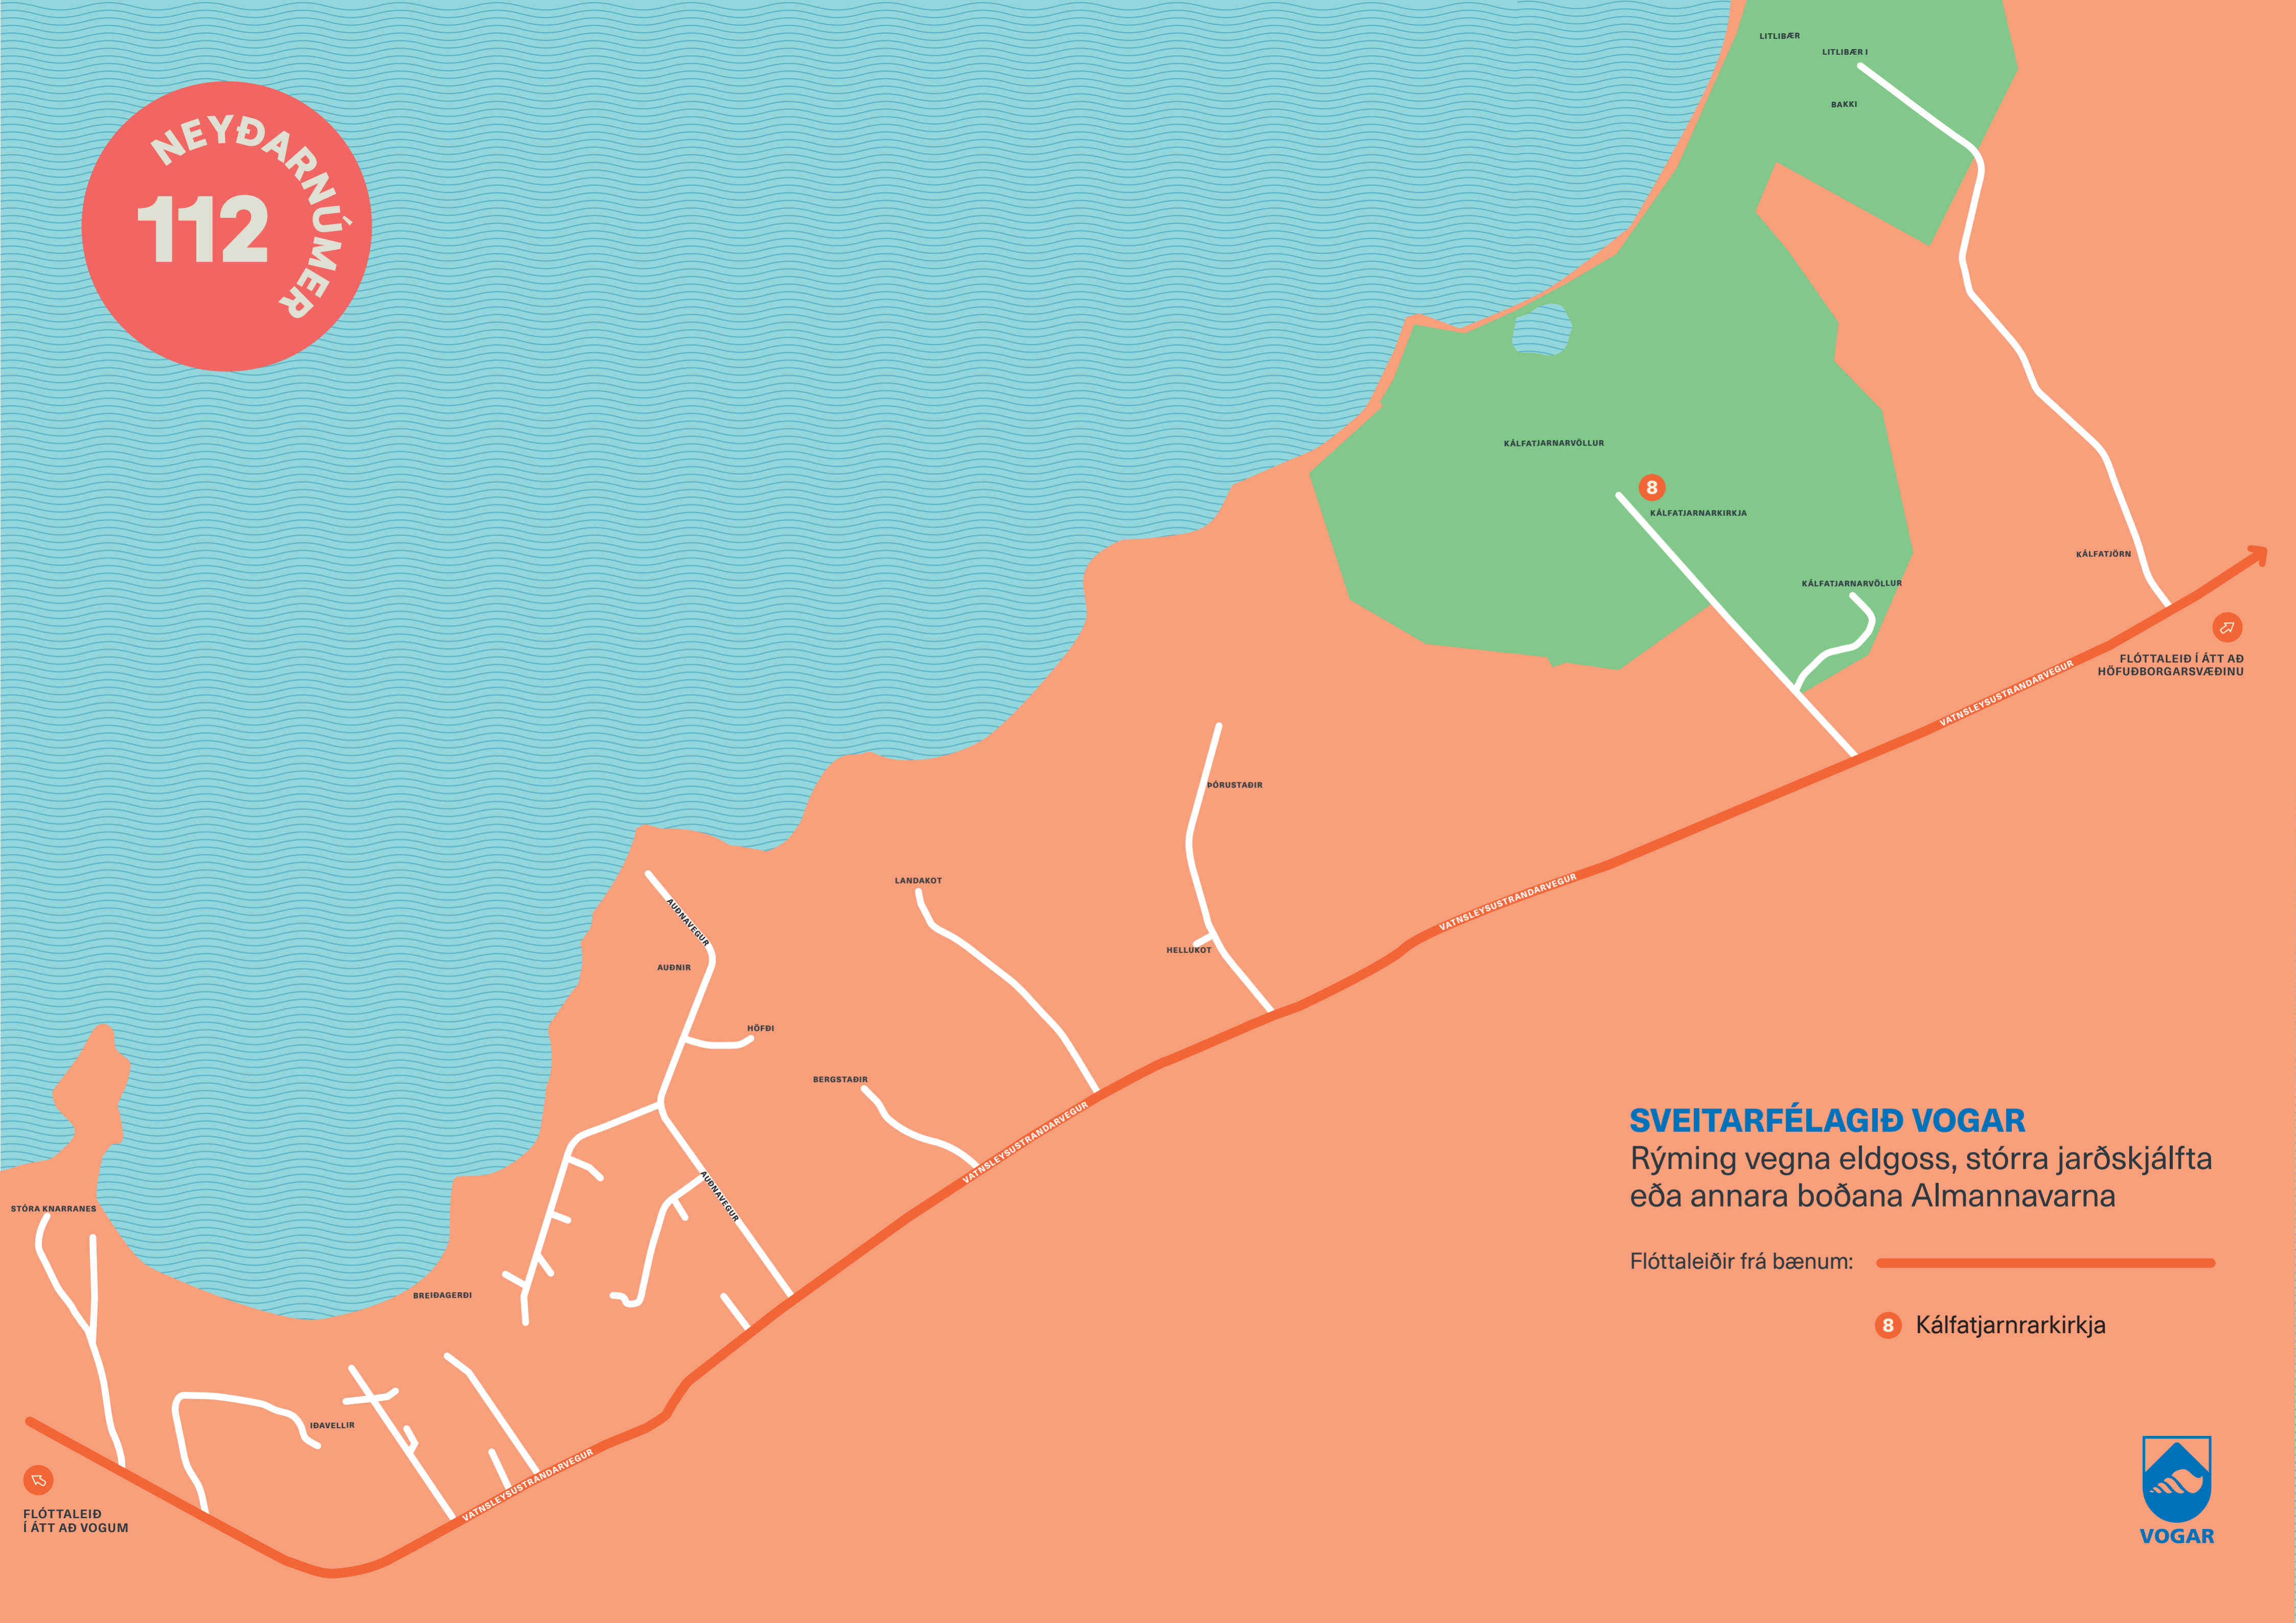 LITLIBÆR
LITLIBÆR I
BAKKI
NEYÐARNÚMER
112
KÁLFATJARNARVÖLLUR
8
KÁLFATJARNARKIRKJA
KÁLFATJÖRN
KÁLFATJARNARVÖLLUR
FLÓTTALEIÐ Í ÁTT AÐ
HÖFUÐBORGARSVÆÐINU
VATNSLEYSUSTRANDARVEGUR
ÞÓRUSTAÐIR
LANDAKOT
VATNSLEYSUSTRANDARVEGUR
AUÐNAVEGUR
HELLUKOT
AUÐNIR
HÖFÐI
BERGSTAÐIR
VATNSLEYSUSTRANDARVEGUR
AUÐNAVEGUR
STÓRA KNARRANES
BREIÐAGERÐI
IÐAVELLIR
VATNSLEYSUSTRANDARVEGUR
FLÓTTALEIÐ
Í ÁTT AÐ VOGUM
SVEITARFÉLAGIÐ VOGAR
Rýming vegna eldgoss, stórra jarðskjálfta
eða annara boðana Almannavarna
Flóttaleiðir frá bænum:
8 Kálfatjarnrarkirkja
VOGAR